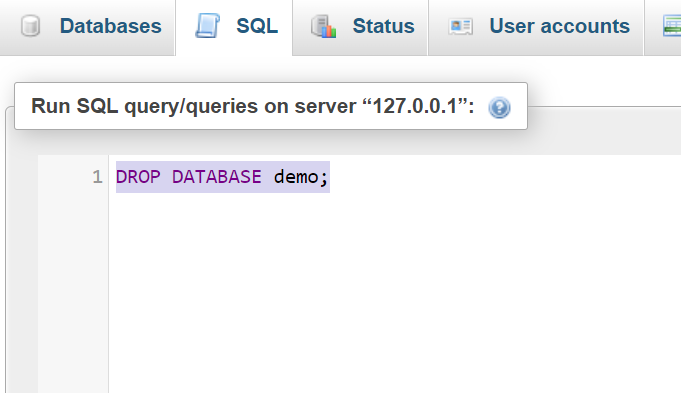 Databases SQL Status User accounts
Run SQL query/queries on server “127.0.0.1”:
1 DROP DATABASE demo;